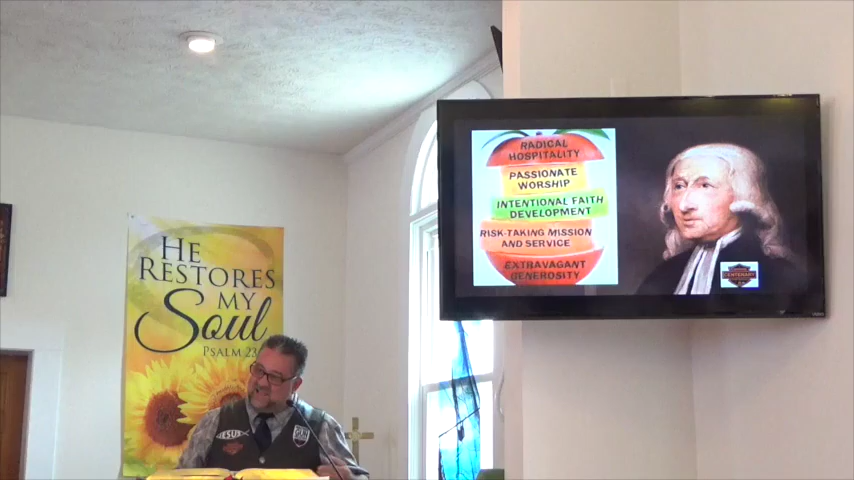 HE
RESTORES
MY
Soul
PSALM 23
RADICAL
HOSPITALITY
PASSIONATE
WORSHIP
INTENTIONAL FAITH
DEVELOPMENT
RISK-TAKING MISSION
AND SERVICE
EXTRAVAGANT
GENEROSITY
CENTENARY
JESUS